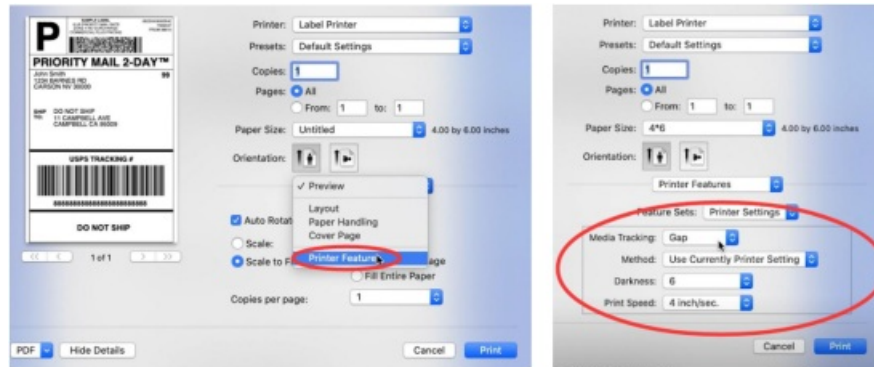 P
PRIORITY MAIL 2-DAY™
John Smith
99
CARSON NV
SHIP TO:
DO NOT SHIP
11 CAMPBELL AVE
CAMPBELL CA
USPS TRACKING #
DO NOT SHIP
1 of 1
Printer: Label Printer
Presets: Default Settings
Copies: 1
Pages: All
From: 1 to: 1
Paper Size: Untitled 4.00 by 6.00 inches
Orientation:
✓ Preview
Layout
Paper Handling
Cover Page
Printer Features
Auto Rotat
Scale:
Scale to Fi
age
Fill Entire Paper
Copies per page: 1
PDF Hide Details Cancel Print
Printer: Label Printer
Presets: Default Settings
Copies: 1
Pages: All
From: 1 to: 1
Paper Size: 4*6 4.00 by 6.00 inches
Orientation:
Printer Features
Feature Sets: Printer Settings
Media Tracking: Gap
Method: Use Currently Printer Setting
Darkness: 6
Print Speed: 4 inch/sec.
Cancel Print